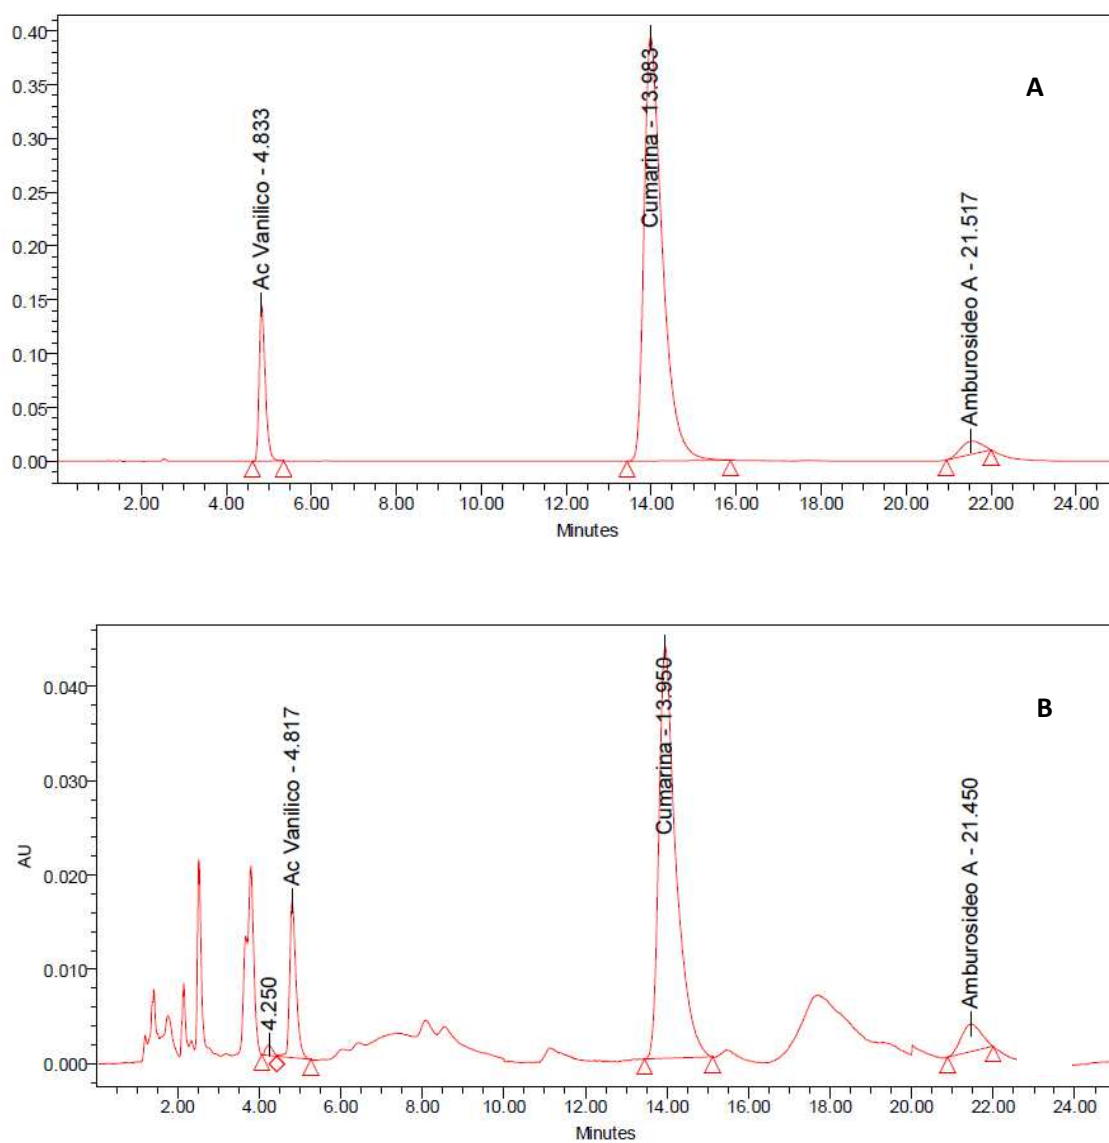 0.40
0.35
0.30
0.25
0.20
0.15
0.10
0.05
0.00
Ac Vanilico - 4.833
Cumarina - 13.983
Amburosideo A - 21.517
A
2.00 4.00 6.00 8.00 10.00 12.00 14.00 16.00 18.00 20.00 22.00 24.00
Minutes
AU
0.040
0.030
0.020
0.010
0.000
4.250
Ac Vanilico - 4.817
Cumarina - 13.950
Amburosideo A - 21.450
B
2.00 4.00 6.00 8.00 10.00 12.00 14.00 16.00 18.00 20.00 22.00 24.00
Minutes